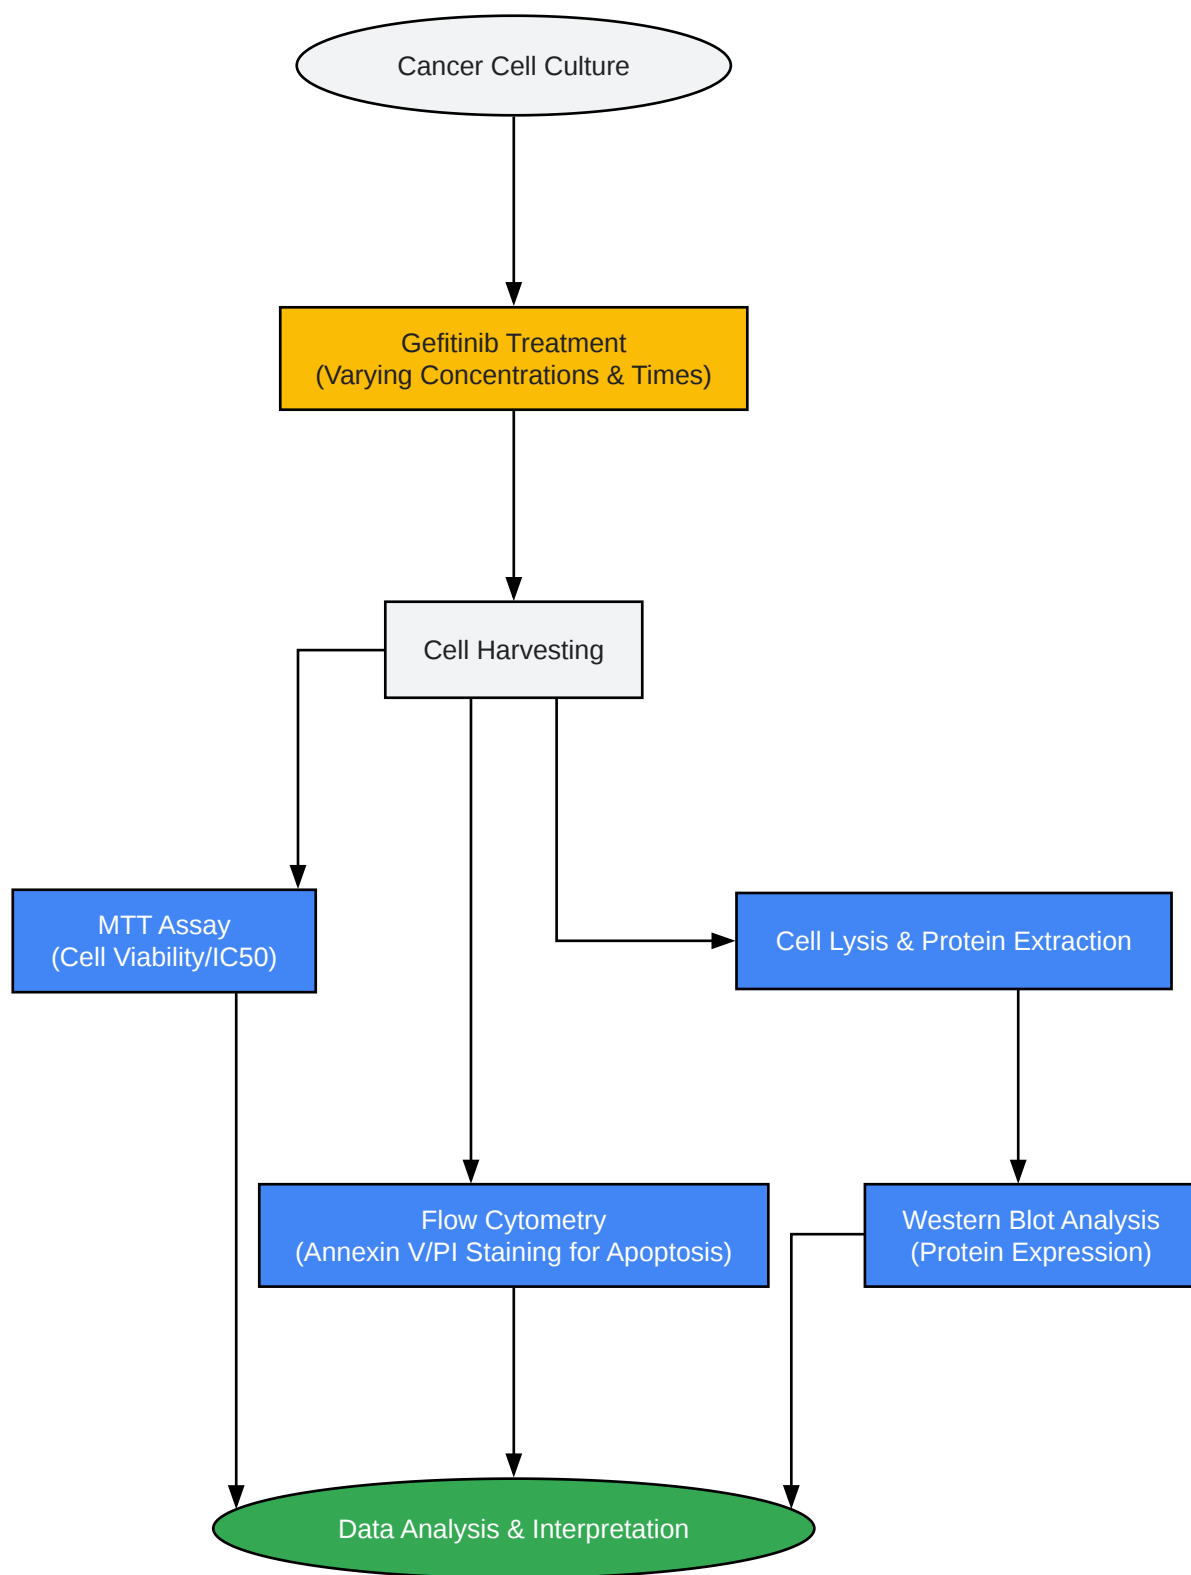 Cancer Cell Culture
Gefitinib Treatment
(Varying Concentrations & Times)
Cell Harvesting
MTT Assay
(Cell Viability/IC50)
Cell Lysis & Protein Extraction
Flow Cytometry
(Annexin V/PI Staining for Apoptosis)
Western Blot Analysis
(Protein Expression)
Data Analysis & Interpretation